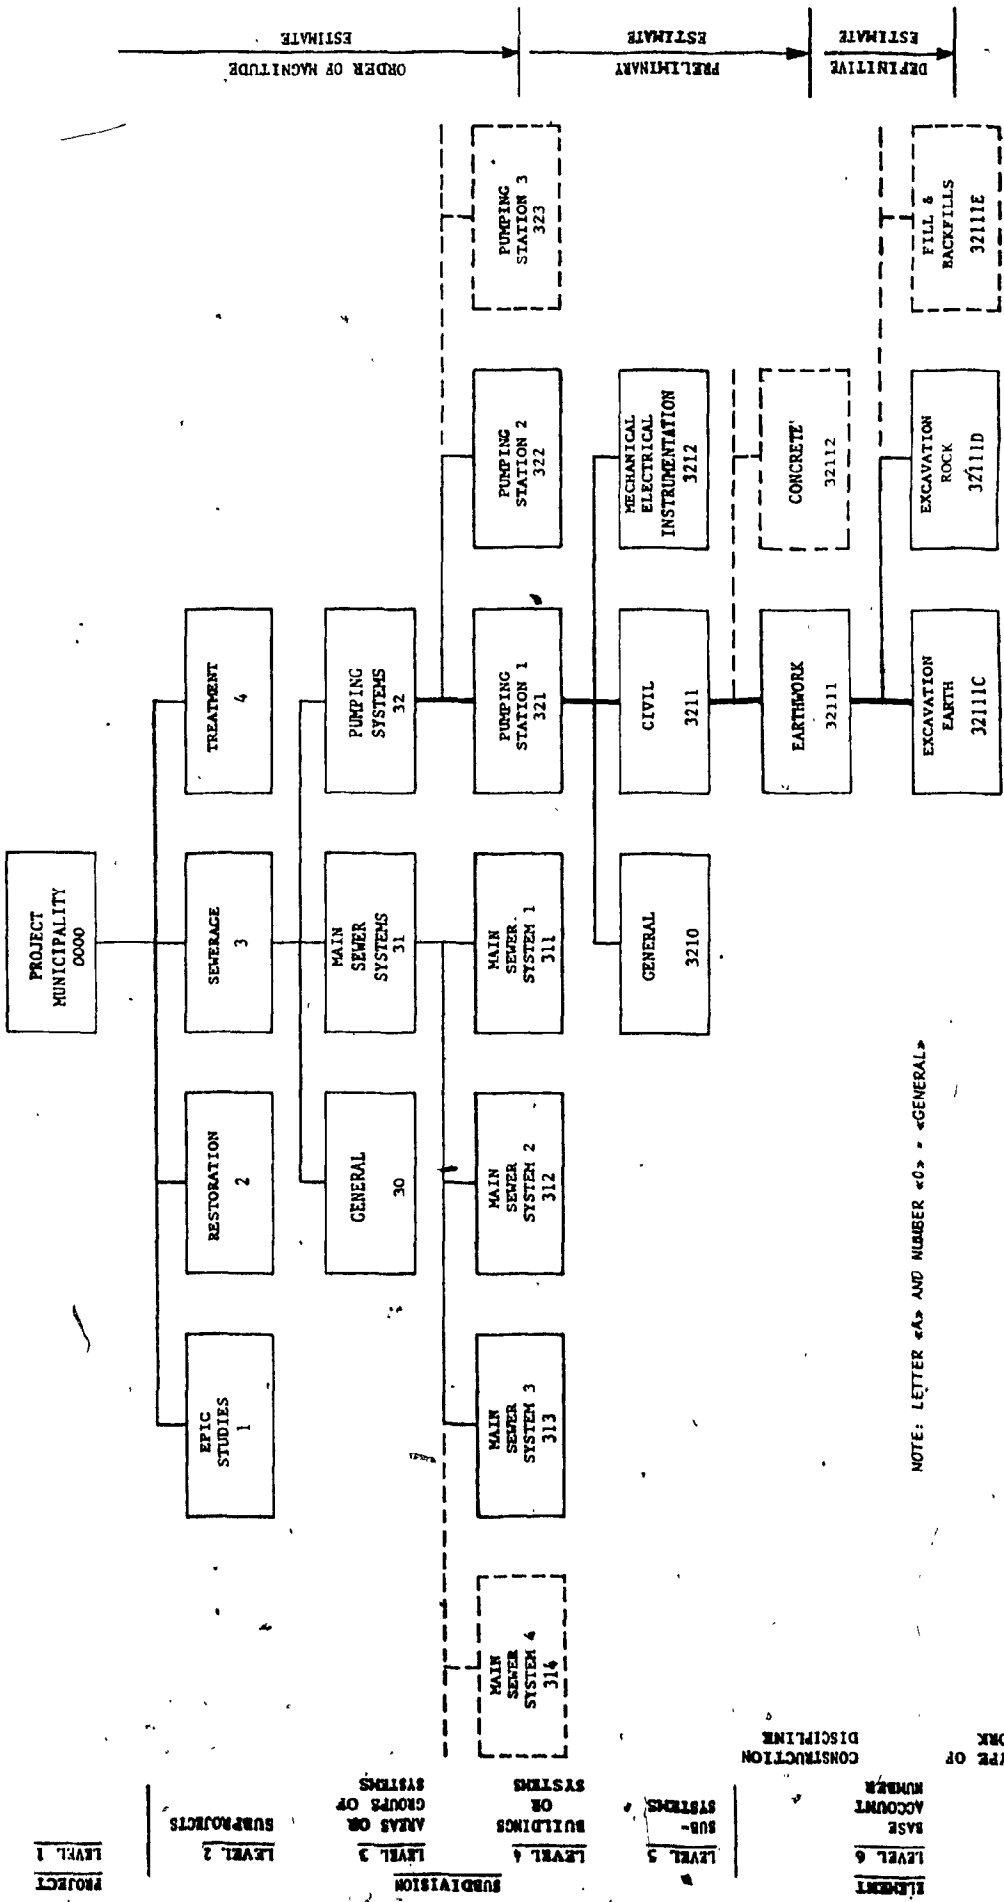 PROJECT
MUNICIPALITY
0000
EPIC
STUDIES
1
RESTORATION
2
SEWERAGE
3
TREATMENT
4
GENERAL
30
MAIN
SEWER
SYSTEMS
31
PUMPING
SYSTEMS
32
MAIN
SEWER
SYSTEM 4
314
MAIN
SEWER
SYSTEM 3
313
MAIN
SEWER
SYSTEM 2
312
MAIN
SEWER.
SYSTEM 1
311
PUMPING
STATION 1
321
PUMPING
STATION 2
322
PUMPING
STATION 3
323
GENERAL
3210
CIVIL
3211
MECHANICAL
ELECTRICAL
INSTRUMENTATION
3212
EARTHWORK
32111
CONCRETE
32112
EXCAVATION
EARTH
32111C
EXCAVATION
ROCK
32111D
FILL &
BACKFILLS
32111E
NOTE: LETTER «A» AND NUMBER «0» = «GENERAL»
ORDER OF MAGNITUDE
ESTIMATE
PRELIMINARY
ESTIMATE
DEFINITIVE
ESTIMATE
PROJECT
LEVEL 1
SUBDIVISION
LEVEL 2
SUBPROJECTS
LEVEL 3
AREAS OR
GROUPS OF
SYSTEMS
LEVEL 4
BUILDINGS
OR
SYSTEMS
LEVEL 5
SUB-
SYSTEMS
ELEMENT
LEVEL 6
BASE
ACCOUNT
NUMBER
CONSTRUCTION
DISCIPLINE
OF